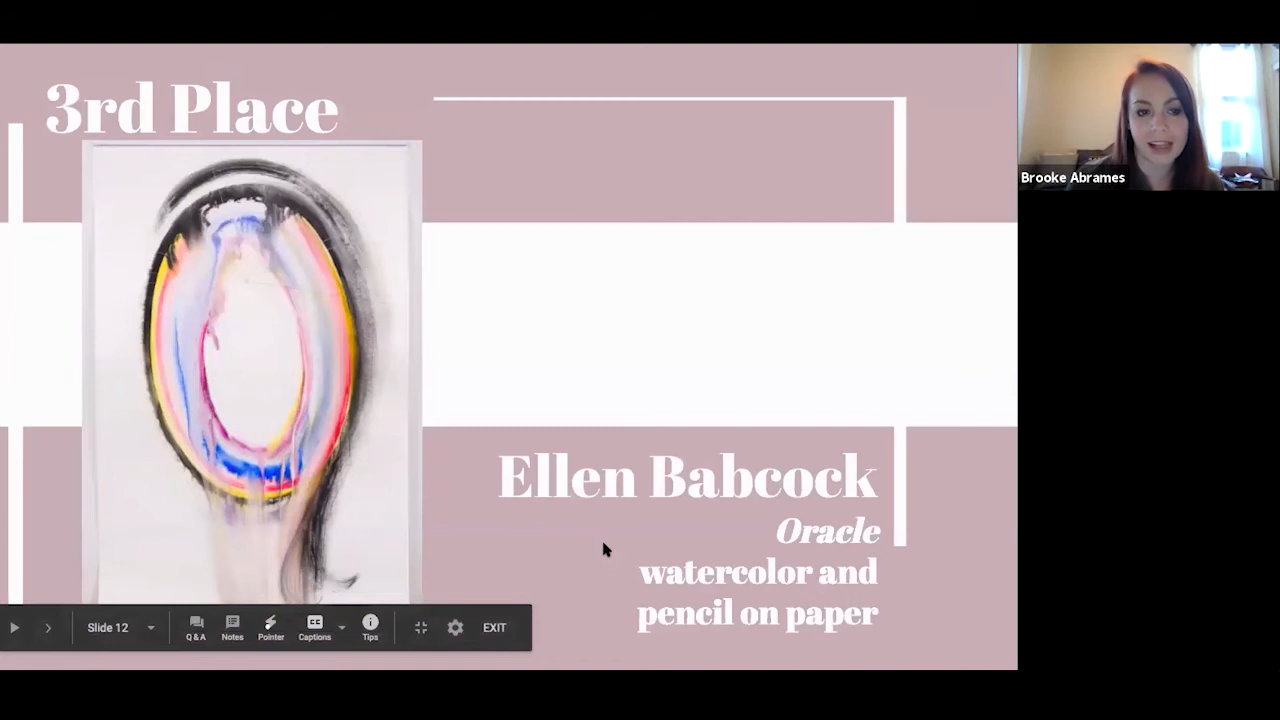 3rd Place
Brooke Abrames
Ellen Babcock
Oracle
watercolor and
pencil on paper
Slide 12
Q & A
Notes
Pointer
CC
Captions
Tips
EXIT